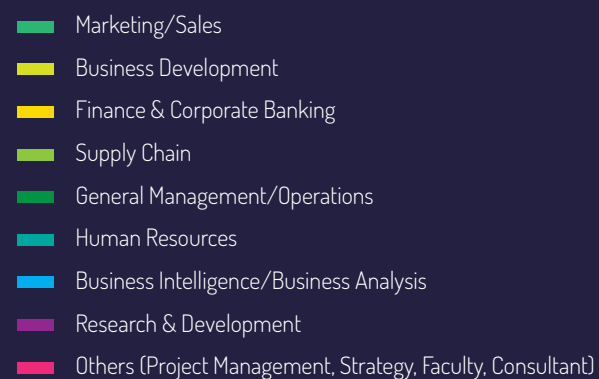 Marketing/Sales
Business Development
Finance & Corporate Banking
Supply Chain
General Management/Operations
Human Resources
Business Intelligence/Business Analysis
Research & Development
Others (Project Management, Strategy, Faculty, Consultant)